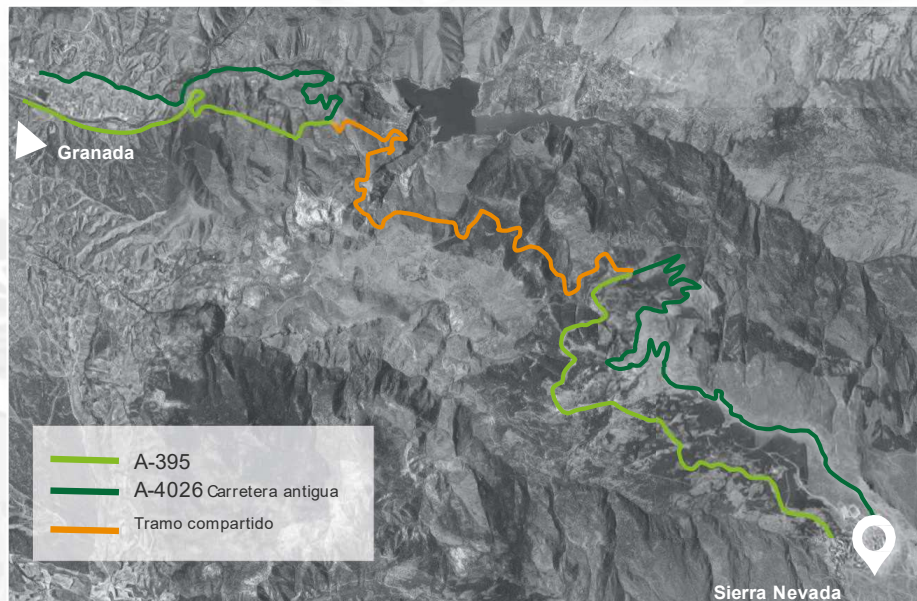 Granada
A-395
A-4026 Carretera antigua
Tramo compartido
Sierra Nevada